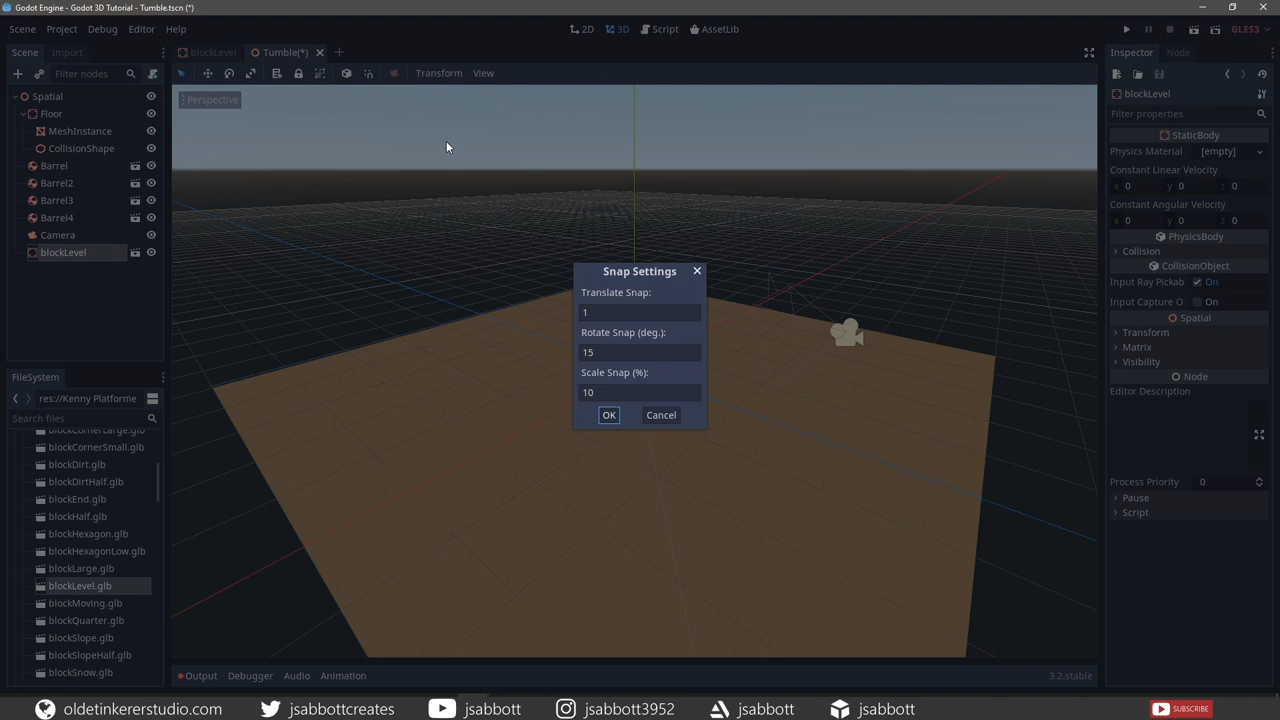 Godot Engine - Godot 3D Tutorial - Tumble.tscn (*)
Scene Project Debug Editor Help
2D 3D Script AssetLib
GLES3
Scene Import
blockLevel Tumble(*)
Inspector Node
Filter nodes
Transform View
Spatial
Floor
MeshInstance
CollisionShape
Barrel
Barrel2
Barrel3
Barrel4
Camera
blockLevel
FileSystem
res://Kenny Platforme
Search files
blockCornerLarge.glb
blockCornerSmall.glb
blockDirt.glb
blockDirtHalf.glb
blockEnd.glb
blockHalf.glb
blockHexagon.glb
blockHexagonLow.glb
blockLarge.glb
blockLevel.glb
blockMoving.glb
blockQuarter.glb
blockSlope.glb
blockSlopeHalf.glb
blockSnow.glb
Perspective
Snap Settings
Translate Snap:
1
Rotate Snap (deg.):
15
Scale Snap (%):
10
OK Cancel
Output Debugger Audio Animation
3.2.stable
blockLevel
Filter properties
StaticBody
Physics Material [empty]
Constant Linear Velocity
x 0 y 0 z 0
Constant Angular Velocity
x 0 y 0 z 0
PhysicsBody
Collision
CollisionObject
Input Ray Pickab On
Input Capture O On
Spatial
Transform
Matrix
Visibility
Node
Editor Description
Process Priority 0
Pause
Script
oldetinkererstudio.com jsabbottcreates jsabbott jsabbott3952 jsabbott jsabbott SUBSCRIBE